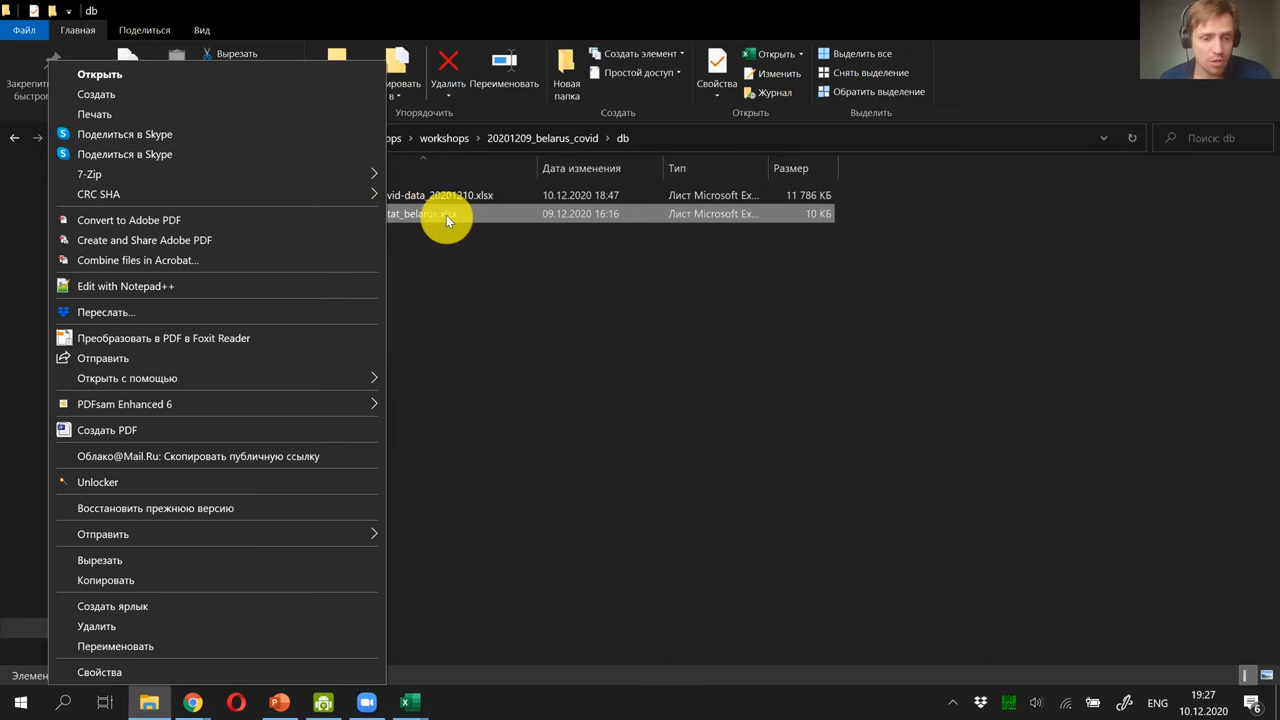 db
Файл
Главная
Поделиться
Вид
Вырезать
Удалить
Переименовать
Новая
папка
Создать элемент
Простой доступ
Свойства
Открыть
Изменить
Журнал
Выделить все
Снять выделение
Обратить выделение
Упорядочить
Создать
Открыть
Выделить
workshops
20201209_belarus_covid
db
Поиск: db
Дата изменения
Тип
Размер
vid-data_20201210.xlsx
10.12.2020 18:47
Лист Microsoft Ex...
11 786 КБ
tat_belarus.xlsx
09.12.2020 16:16
Лист Microsoft Ex...
10 КБ
Открыть
Создать
Печать
Поделиться в Skype
Поделиться в Skype
7-Zip
CRC SHA
Convert to Adobe PDF
Create and Share Adobe PDF
Combine files in Acrobat...
Edit with Notepad++
Переслать...
Преобразовать в PDF в Foxit Reader
Отправить
Открыть с помощью
PDFsam Enhanced 6
Создать PDF
Облако@Mail.Ru: Скопировать публичную ссылку
Unlocker
Восстановить прежнюю версию
Отправить
Вырезать
Копировать
Создать ярлык
Удалить
Переименовать
Свойства
ENG
19:27
10.12.2020
6